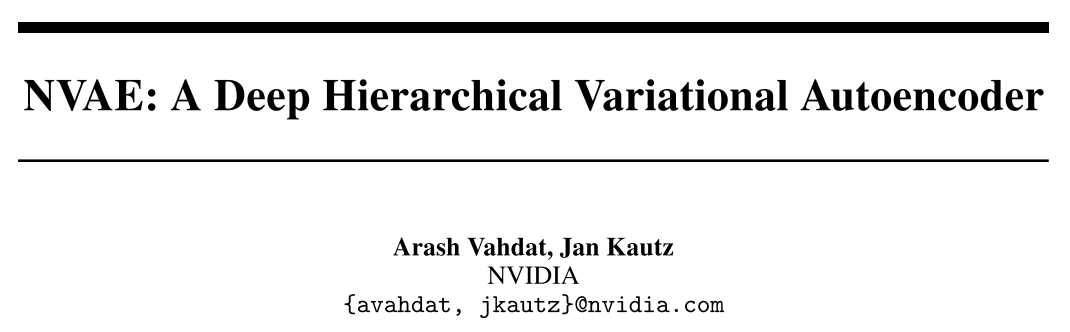 NVAE: A Deep Hierarchical Variational Autoencoder
Arash Vahdat, Jan Kautz
NVIDIA
{avahdat, jkautz}@nvidia.com